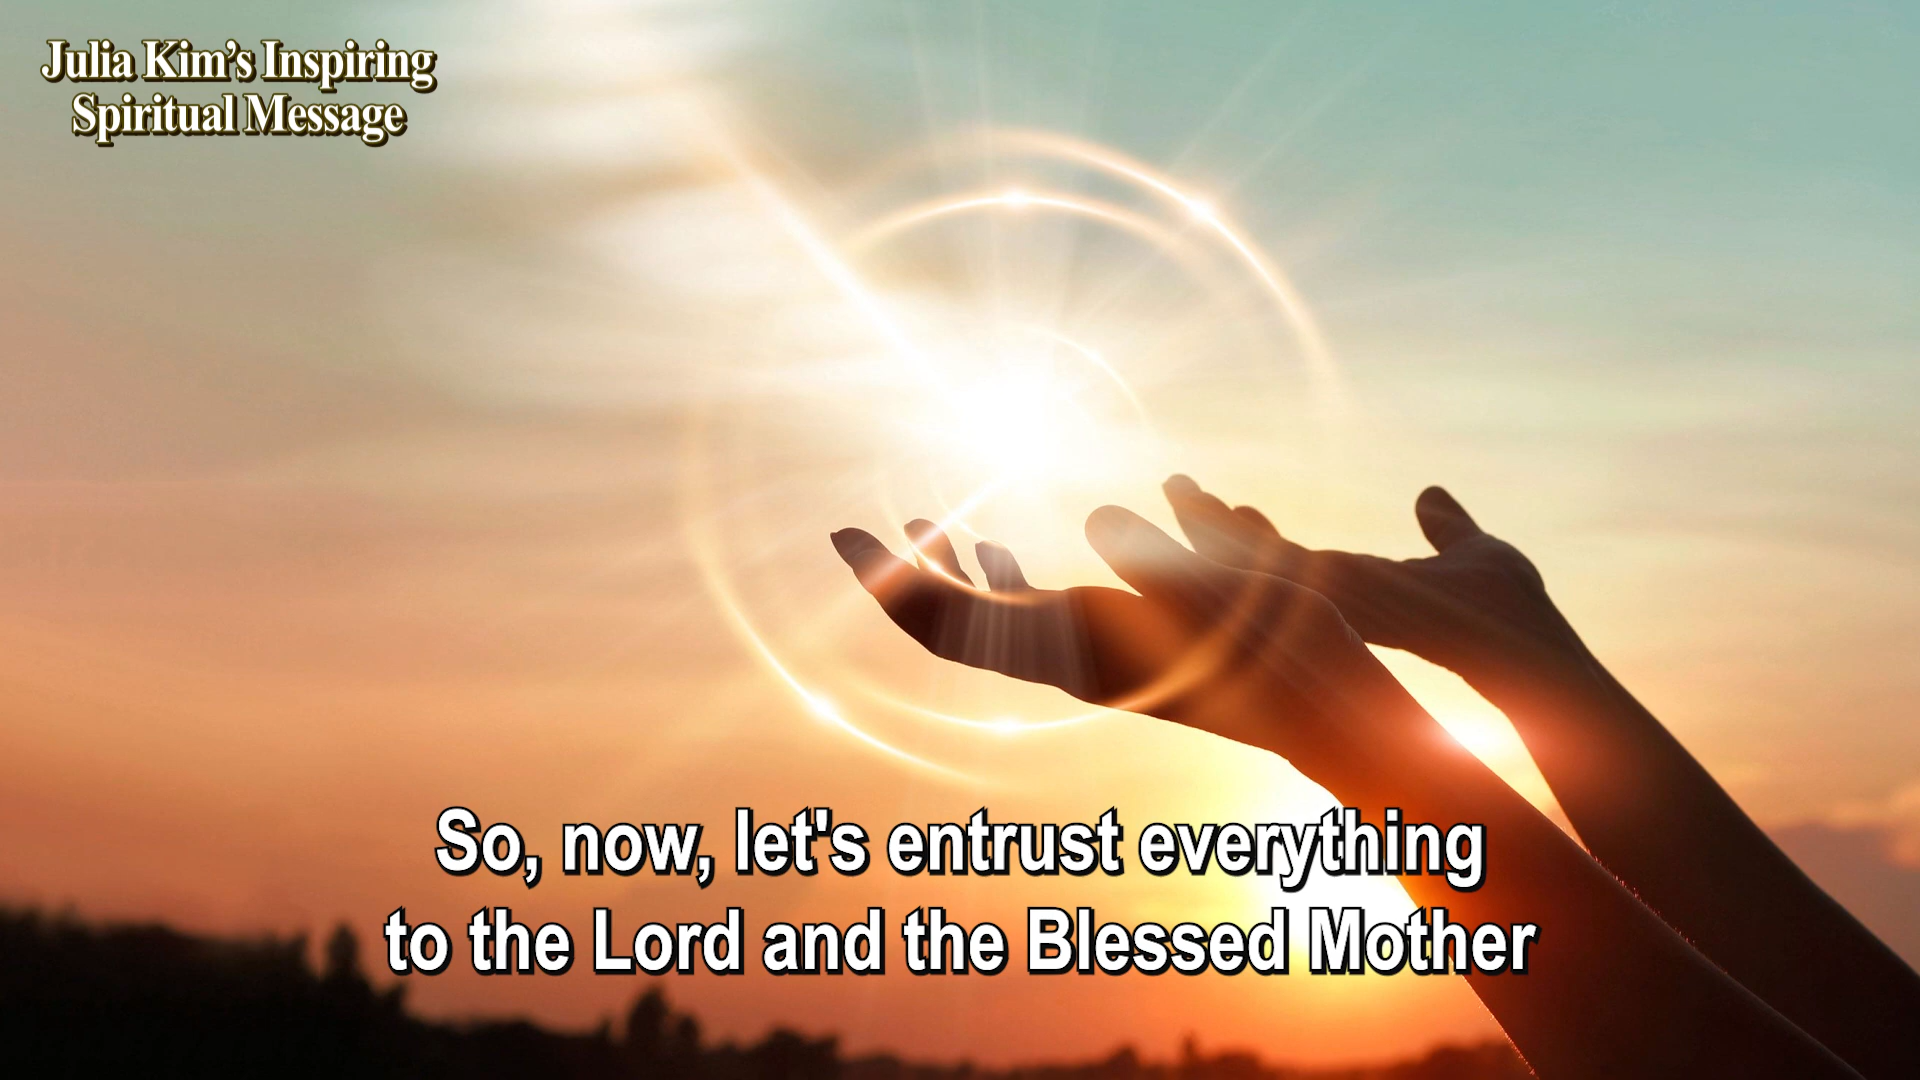 Julia Kim’s Inspiring
Spiritual Message
So, now, let's entrust everything
to the Lord and the Blessed Mother